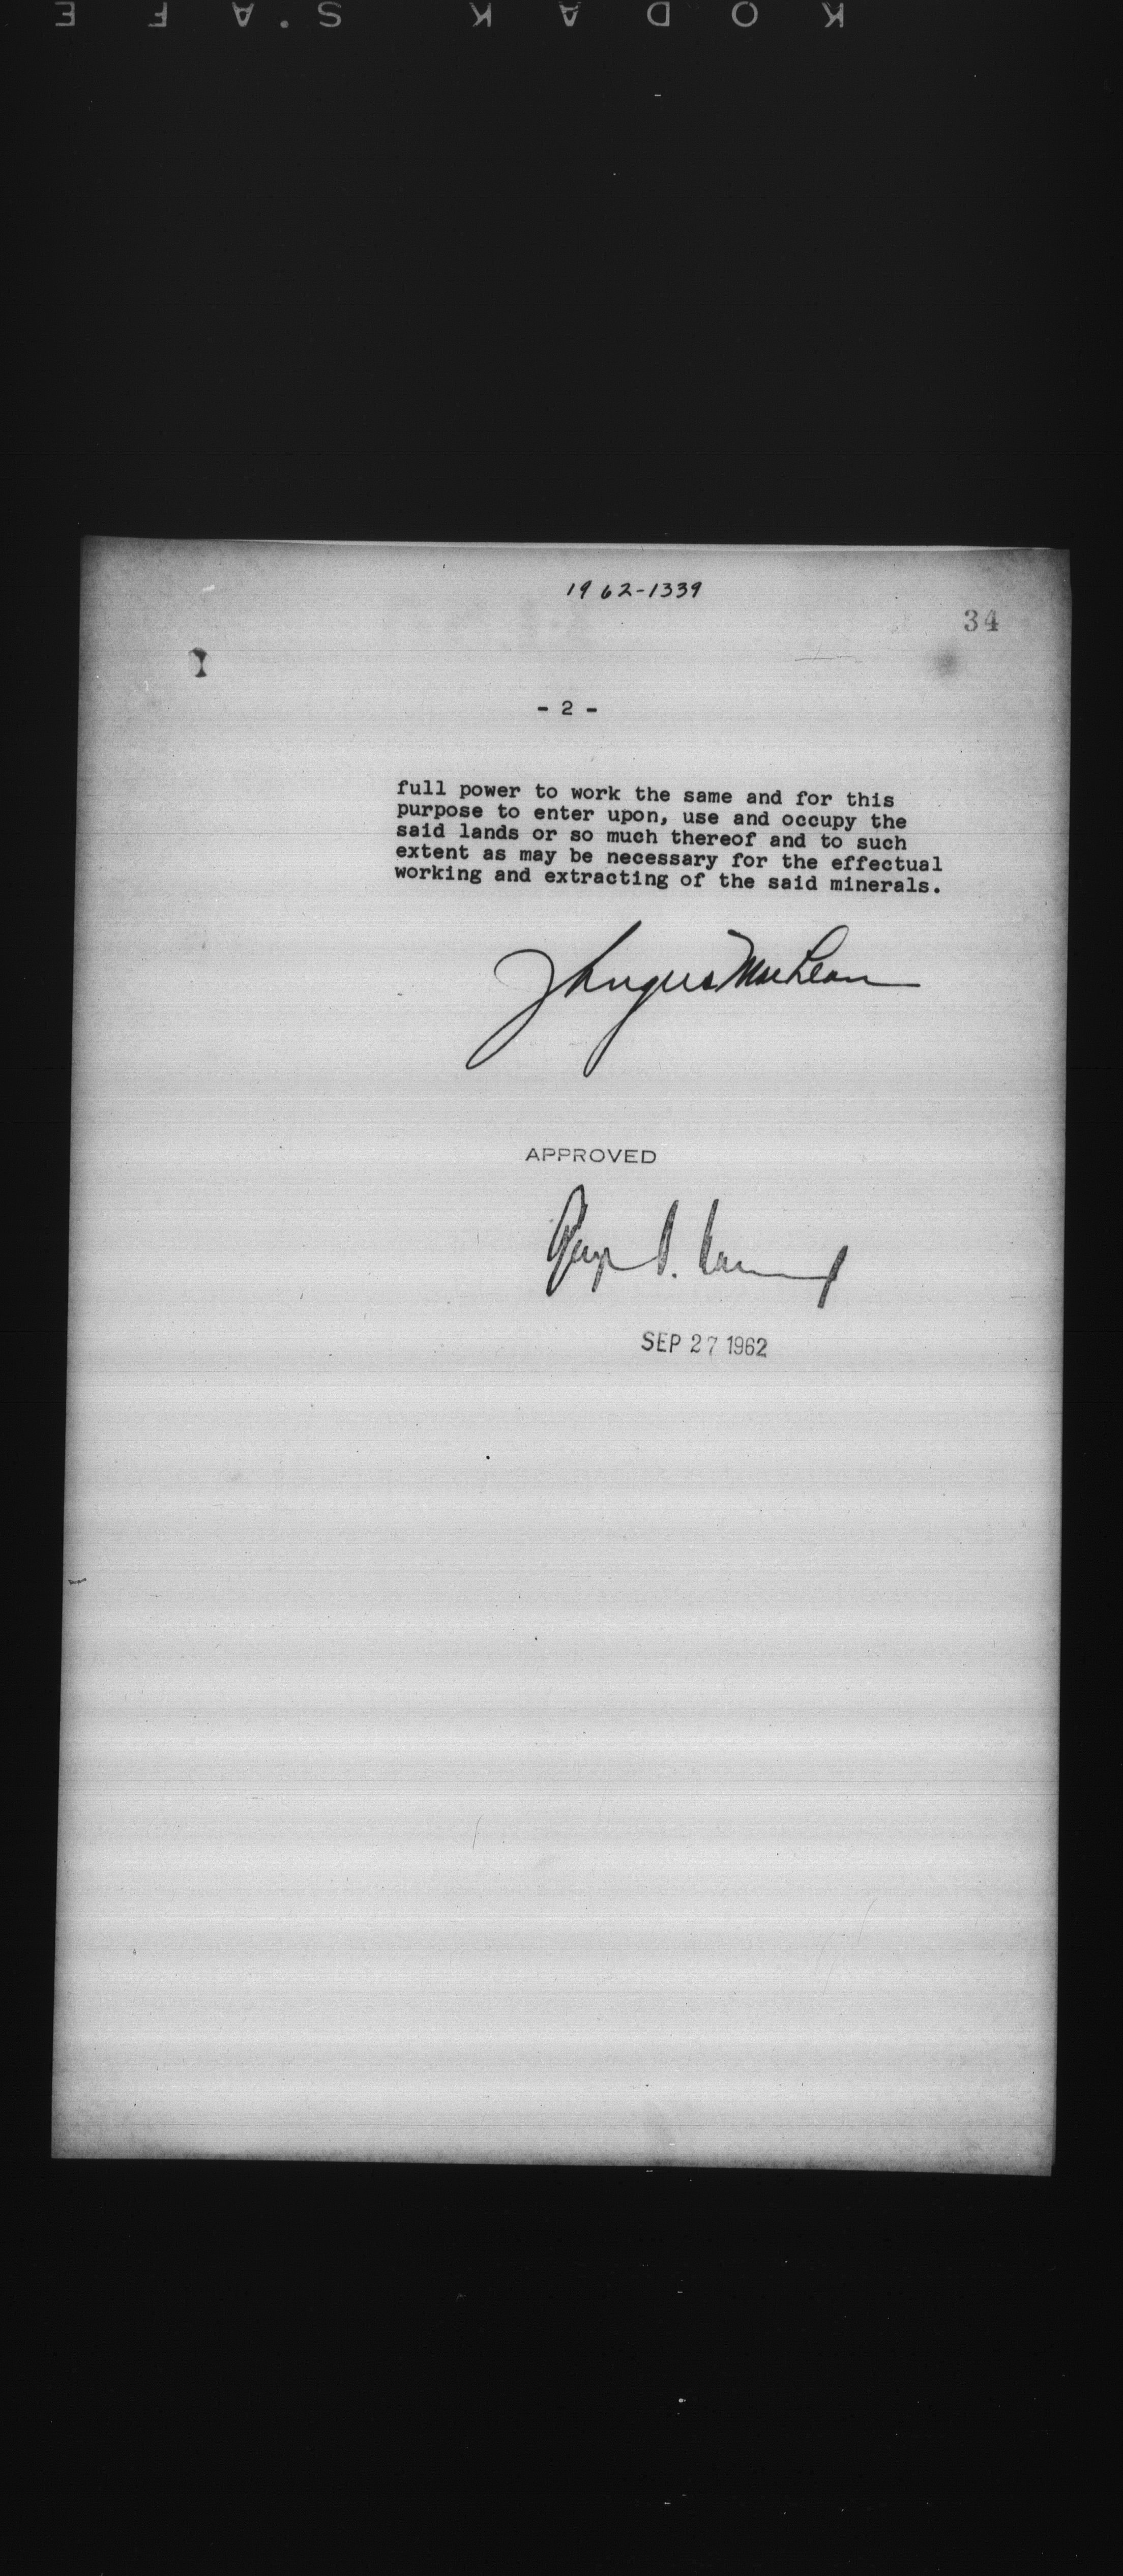 KODAK S'AFE
1962-1339
34
- 2 -
full power to work the same and for this
purpose to enter upon, use and occupy the
said lands or so much thereof and to such
extent as may be necessary for the effectual
working and extracting of the said minerals.
J Angus MacLean
APPROVED
SEP 27 1962